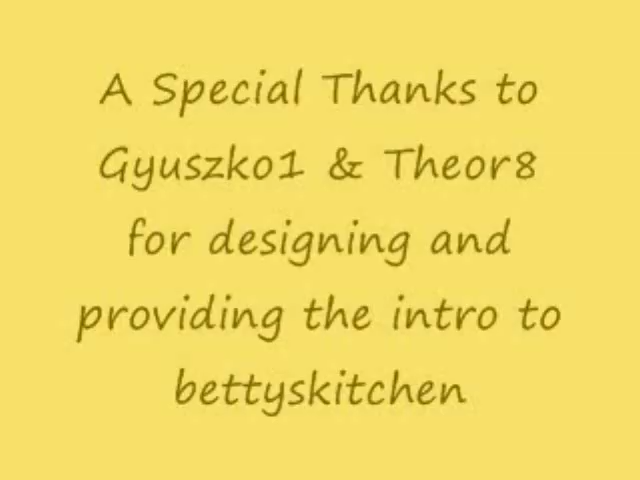 A Special Thanks to
Gyuszko1 & Theor8
for designing and
providing the intro to
bettyskitchen